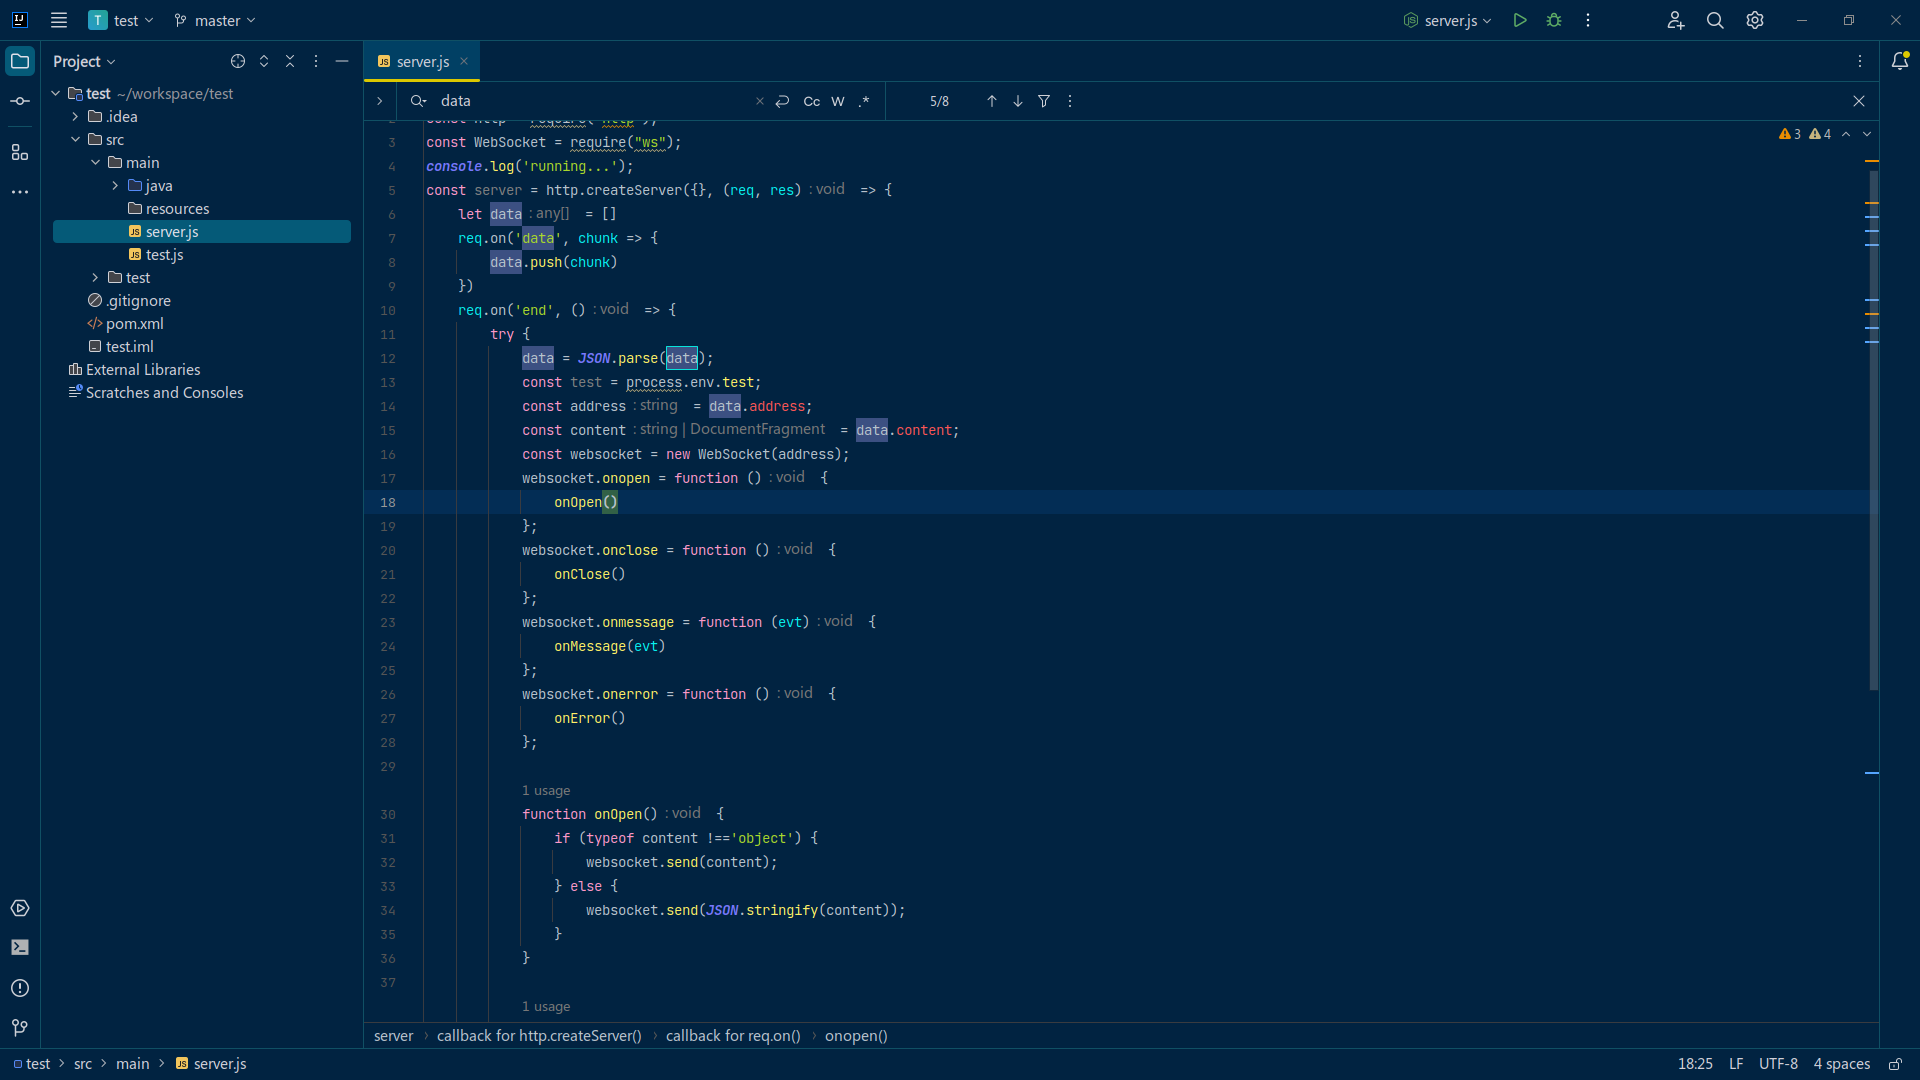 test
master
server.js
Project
server.js
test ~/workspace/test
.idea
src
main
java
resources
server.js
test.js
test
.gitignore
pom.xml
test.iml
External Libraries
Scratches and Consoles
data
Cc W .*
5/8
3 4
2 const http = require("http");
3 const WebSocket = require("ws");
4 console.log('running...');
5 const server = http.createServer({}, (req, res) : void => {
6 let data : any[] = []
7 req.on('data', chunk => {
8 data.push(chunk)
9 })
10 req.on('end', () : void => {
11 try {
12 data = JSON.parse(data);
13 const test = process.env.test;
14 const address : string = data.address;
15 const content : string | DocumentFragment = data.content;
16 const websocket = new WebSocket(address);
17 websocket.onopen = function () : void {
18 onOpen()
19 };
20 websocket.onclose = function () : void {
21 onClose()
22 };
23 websocket.onmessage = function (evt) : void {
24 onMessage(evt)
25 };
26 websocket.onerror = function () : void {
27 onError()
28 };
29
1 usage
30 function onOpen() : void {
31 if (typeof content !=='object') {
32 websocket.send(content);
33 } else {
34 websocket.send(JSON.stringify(content));
35 }
36 }
37
1 usage
server › callback for http.createServer() › callback for req.on() › onopen()
test › src › main › server.js
18:25 LF UTF-8 4 spaces